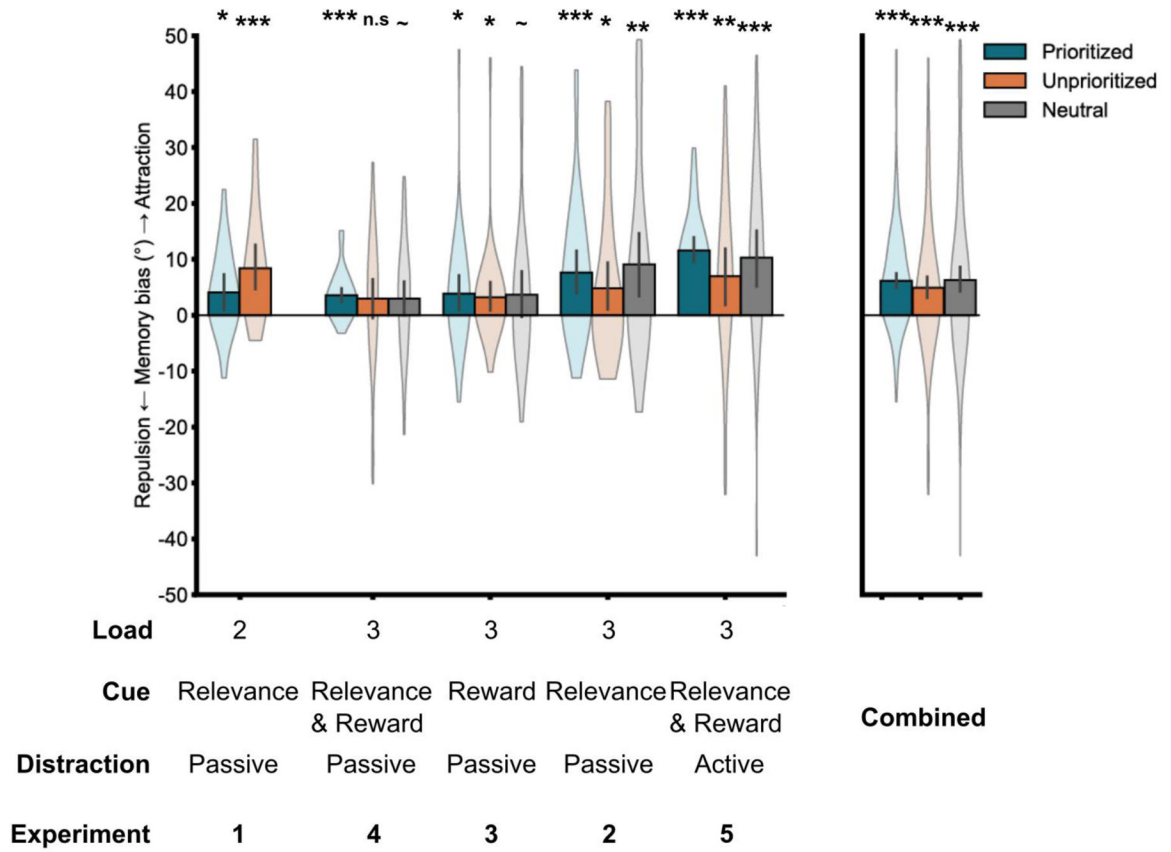 * *** *** n.s ~ * * ~ *** * ** *** ** *** *** *** ***
50
40
30
20
10
0
-10
-20
-30
-40
-50
Repulsion ← Memory bias (°) → Attraction
Prioritized
Unprioritized
Neutral
Load 2 3 3 3 3
Cue Relevance Relevance Reward Relevance Relevance
& Reward & Reward
Combined
Distraction Passive Passive Passive Passive Active
Experiment 1 4 3 2 5